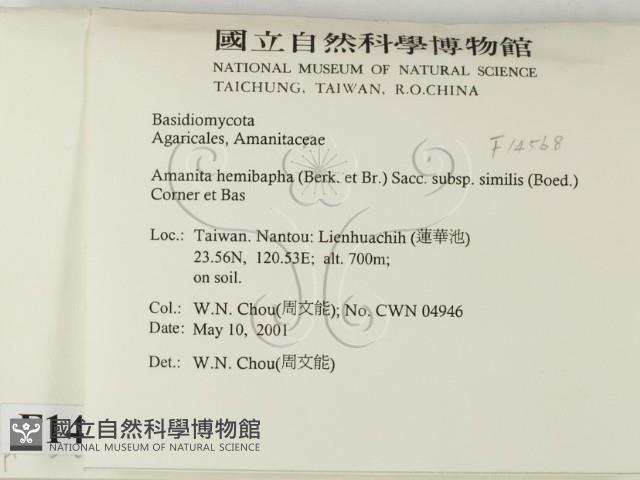 國立自然科學博物館
NATIONAL MUSEUM OF NATURAL SCIENCE
TAICHUNG, TAIWAN, R.O.CHINA
Basidiomycota
Agaricales, Amanitaceae
F14568
Amanita hemibapha (Berk. et Br.) Sacc. subsp. similis (Boed.)
Corner et Bas
Loc.: Taiwan. Nantou: Lienhuachih (蓮華池)
23.56N, 120.53E; alt. 700m;
on soil.
Col.: W.N. Chou(周文能); No. CWN 04946
Date: May 10, 2001
Det.: W.N. Chou(周文能)
F14
國立自然科學博物館
NATIONAL MUSEUM OF NATURAL SCIENCE